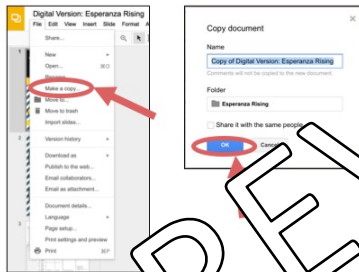 Digital Version: Esperanza Rising
File Edit View Insert Slide Format
Share...
New
Open... ⌘O
Rename...
Make a copy...
Move to...
Move to trash
Import slides...
Version history
Download as
Publish to the web...
Email collaborators...
Email as attachment...
Document details...
Language
Page setup...
Print settings and preview
Print ⌘P
Copy document
Name
Copy of Digital Version: Esperanza Rising
Comments will not be copied to the new document.
Folder
Esperanza Rising
Share it with the same people
OK Cancel
PREV